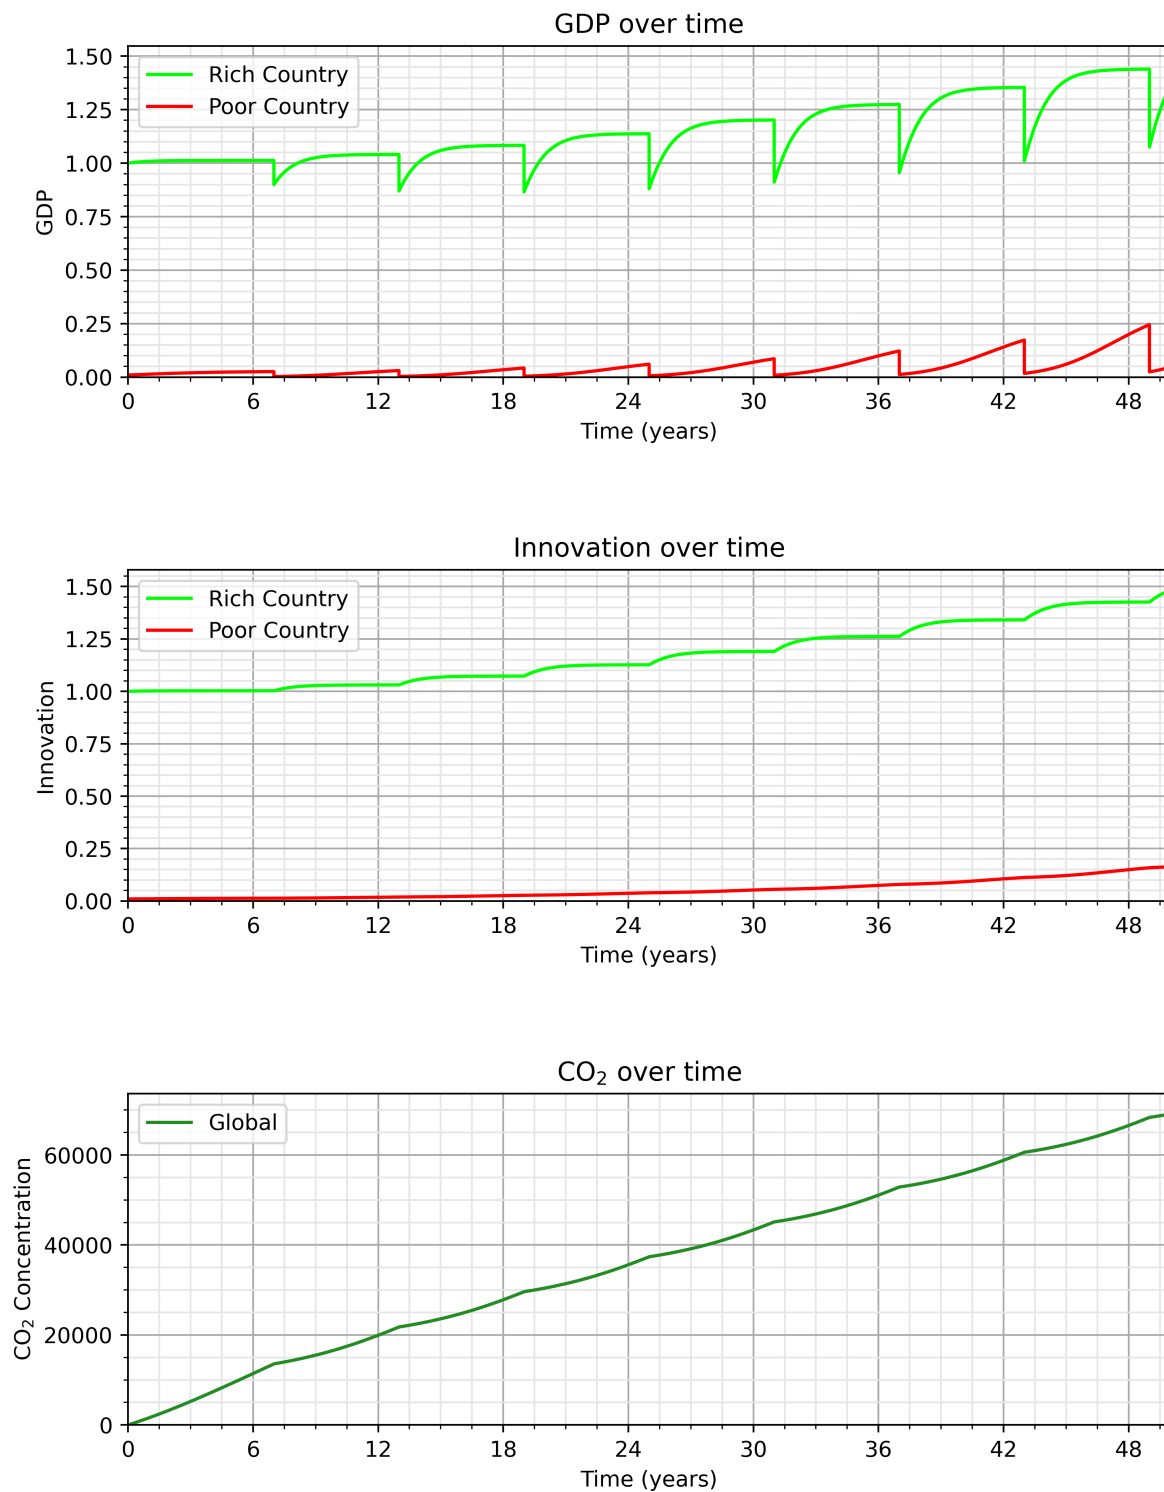 GDP over time
1.50
1.25
1.00
0.75
0.50
0.25
0.00
GDP
Rich Country
Poor Country
0 6 12 18 24 30 36 42 48
Time (years)
Innovation over time
1.50
1.25
1.00
0.75
0.50
0.25
0.00
Innovation
Rich Country
Poor Country
0 6 12 18 24 30 36 42 48
Time (years)
CO₂ over time
60000
40000
20000
0
CO₂ Concentration
Global
0 6 12 18 24 30 36 42 48
Time (years)